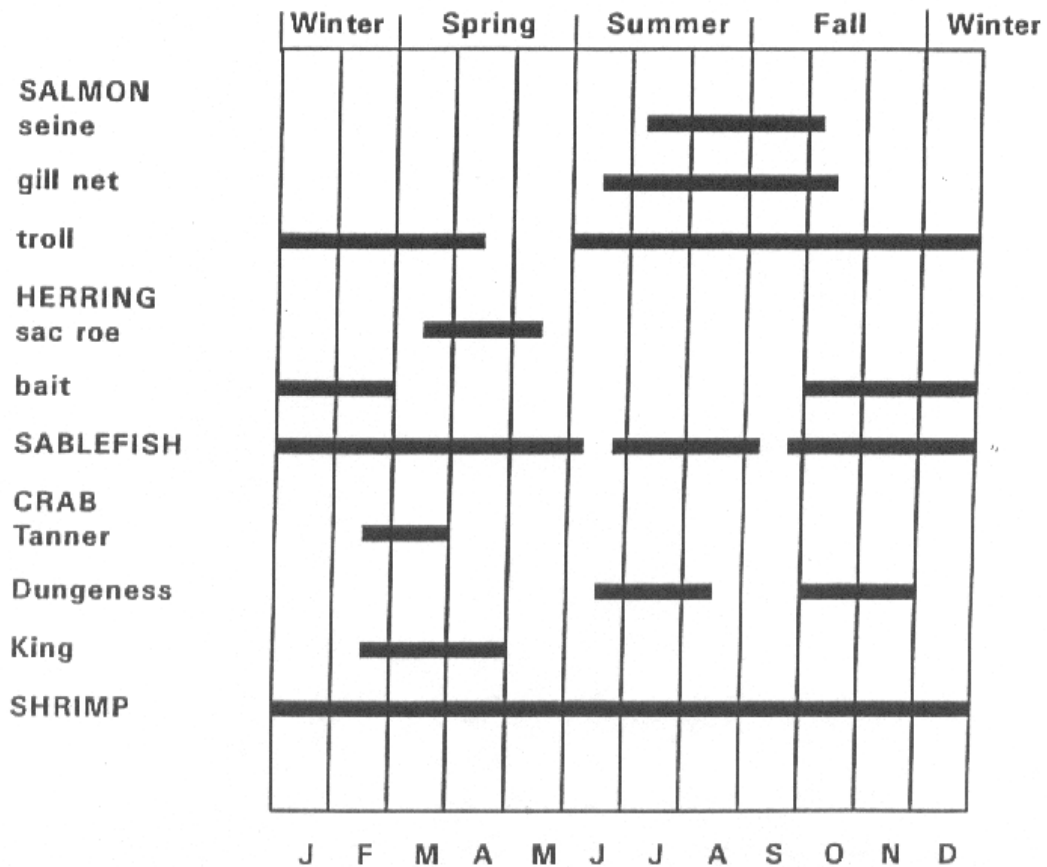 Winter Spring Summer Fall Winter
SALMON
seine
gill net
troll
HERRING
sac roe
bait
SABLEFISH
CRAB
Tanner
Dungeness
King
SHRIMP
J F M A M J J A S O N D